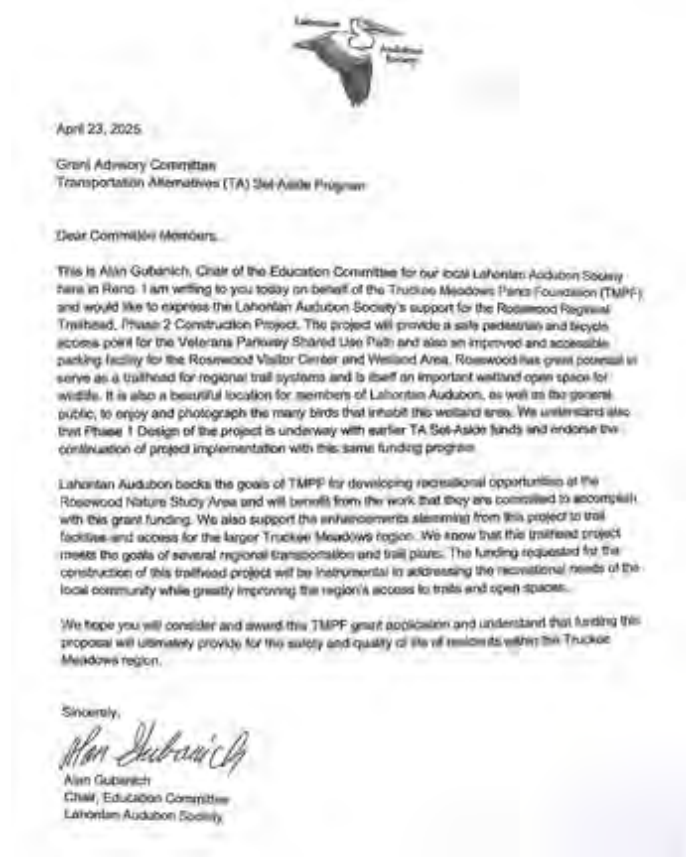 Lahontan
Audubon
Society
April 23, 2025
Grant Advisory Committee
Transportation Alternatives (TA) Set-Aside Program
Dear Committee Members,
This is Alan Gubanich, Chair of the Education Committee for our local Lahontan Audubon Society
here in Reno. I am writing to you today on behalf of the Truckee Meadows Parks Foundation (TMPF)
and would like to express the Lahontan Audubon Society's support for the Rosewood Regional
Trailhead, Phase 2 Construction Project. The project will provide a safe pedestrian and bicycle
access point for the Veterans Parkway Shared Use Path and also an improved and accessible
parking facility for the Rosewood Visitor Center and Wetland Area. Rosewood has great potential to
serve as a trailhead for regional trail systems and is itself an important wetland open space for
wildlife. It is also a beautiful location for members of Lahontan Audubon, as well as the general
public, to enjoy and photograph the many birds that inhabit this wetland area. We understand also
that Phase 1 Design of the project is underway with earlier TA Set-Aside funds and endorse the
continuation of project implementation with this same funding program.
Lahontan Audubon backs the goals of TMPF for developing recreational opportunities at the
Rosewood Nature Study Area and will benefit from the work that they are committed to accomplish
with this grant funding. We also support the enhancements stemming from this project to trail
facilities and access for the larger Truckee Meadows region. We know that this trailhead project
meets the goals of several regional transportation and trail plans. The funding requested for the
construction of this trailhead project will be instrumental in addressing the recreational needs of the
local community while greatly improving the region's access to trails and open spaces.
We hope you will consider and award this TMPF grant application and understand that funding this
proposal will ultimately provide for the safety and quality of life of residents within the Truckee
Meadows region.
Sincerely,
Alan Gubanich
Alan Gubanich
Chair, Education Committee
Lahontan Audubon Society